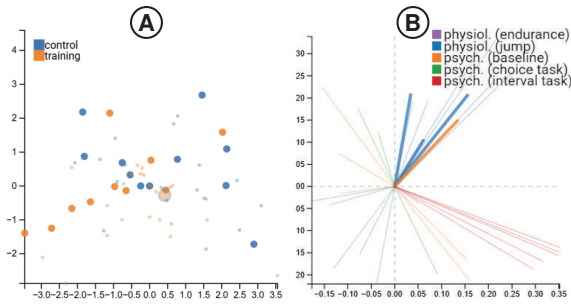 A
control
training
4
3
2
1
0
−1
−2
−3.0 −2.5 −2.0 −1.5 −1.0 −0.5 0.0 0.5 1.0 1.5 2.0 2.5 3.0 3.5
B
physiol. (endurance)
physiol. (jump)
psych. (baseline)
psych. (choice task)
psych. (interval task)
30
25
20
15
10
05
00
05
10
15
20
−0.15 −0.10 −0.05 0.00 0.05 0.10 0.15 0.20 0.25 0.30 0.35